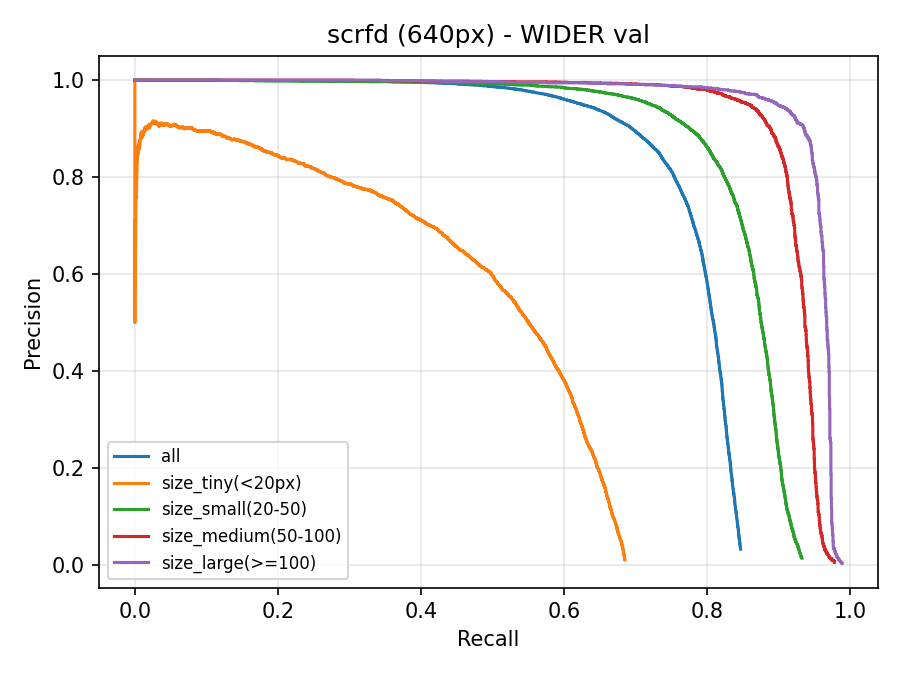 scrfd (640px) - WIDER val
Precision
1.0
0.8
0.6
0.4
0.2
0.0
all
size_tiny(<20px)
size_small(20-50)
size_medium(50-100)
size_large(>=100)
0.0 0.2 0.4 0.6 0.8 1.0
Recall